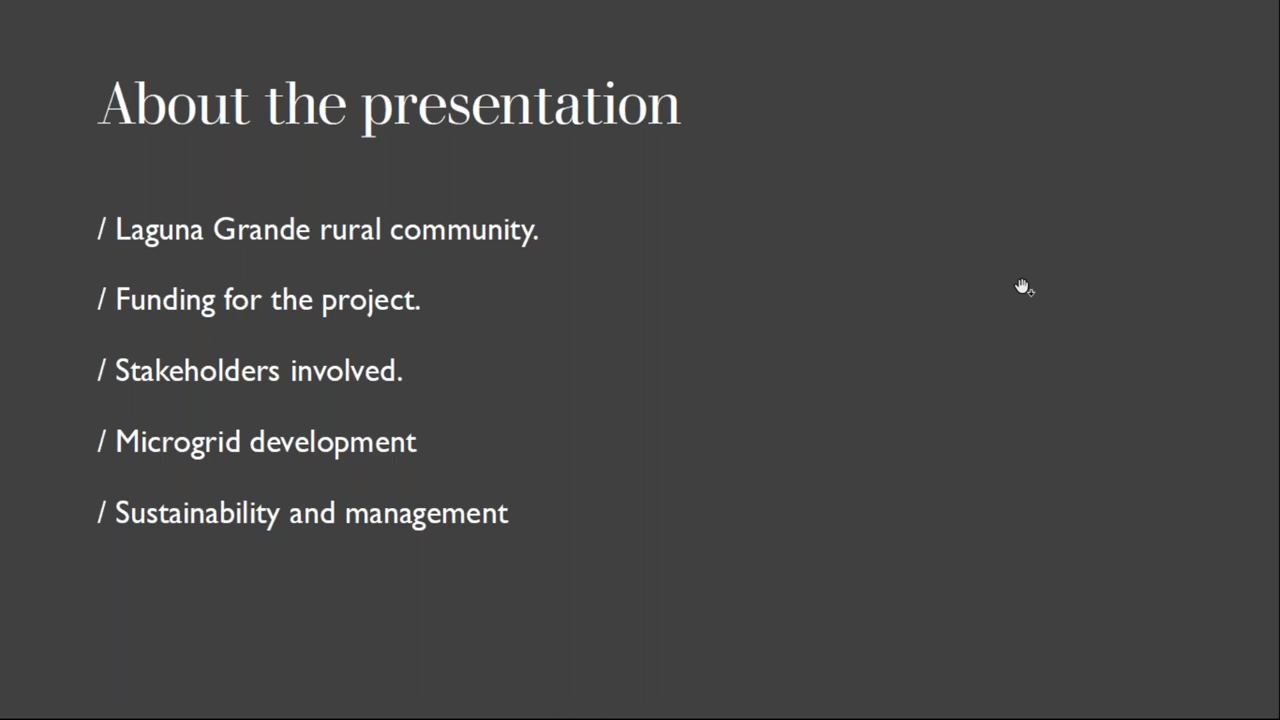 About the presentation
/ Laguna Grande rural community.
/ Funding for the project.
/ Stakeholders involved.
/ Microgrid development
/ Sustainability and management